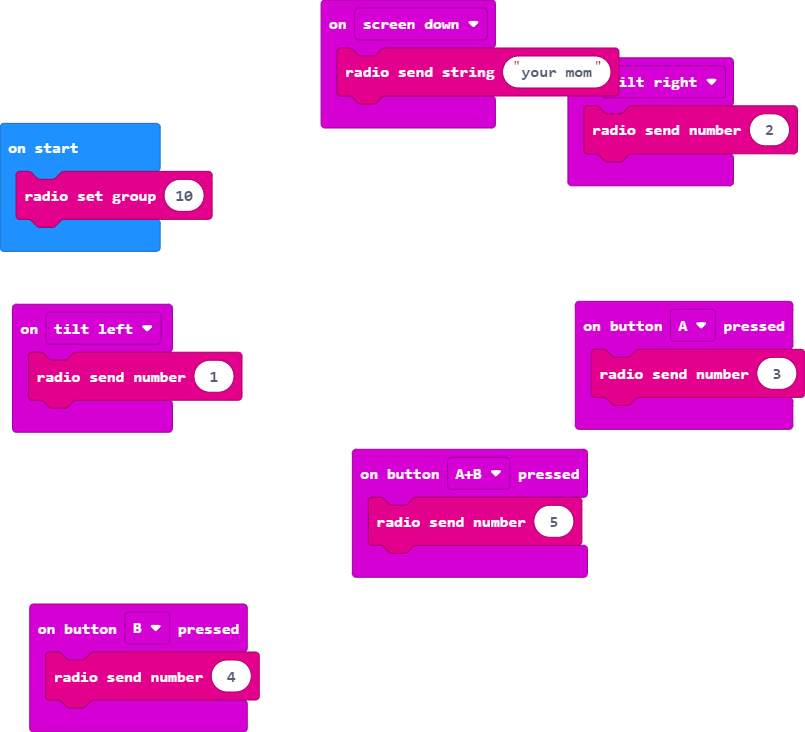 on screen down
radio send string "your mom"
tilt right
radio send number 2
on start
radio set group 10
on tilt left
radio send number 1
on button A pressed
radio send number 3
on button A+B pressed
radio send number 5
on button B pressed
radio send number 4